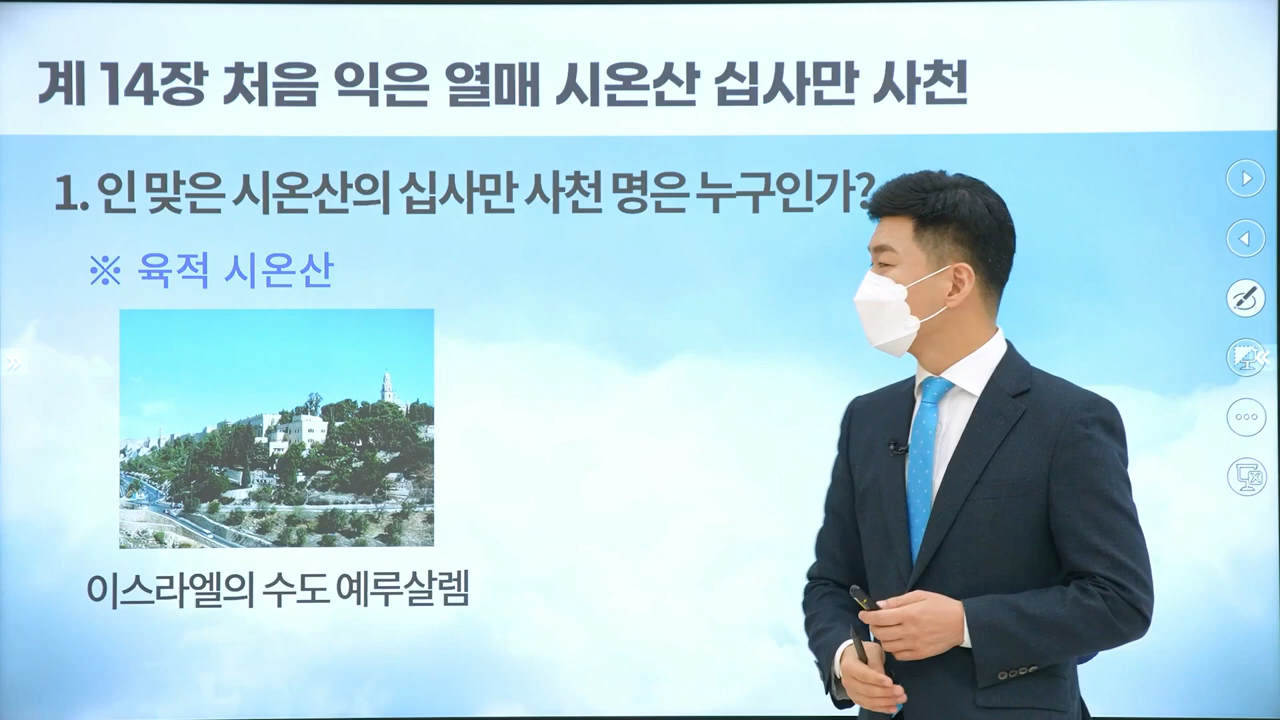 계 14장 처음 익은 열매 시온산 십사만 사천
1. 인 맞은 시온산의 십사만 사천 명은 누구인가?
※ 육적 시온산
이스라엘의 수도 예루살렘